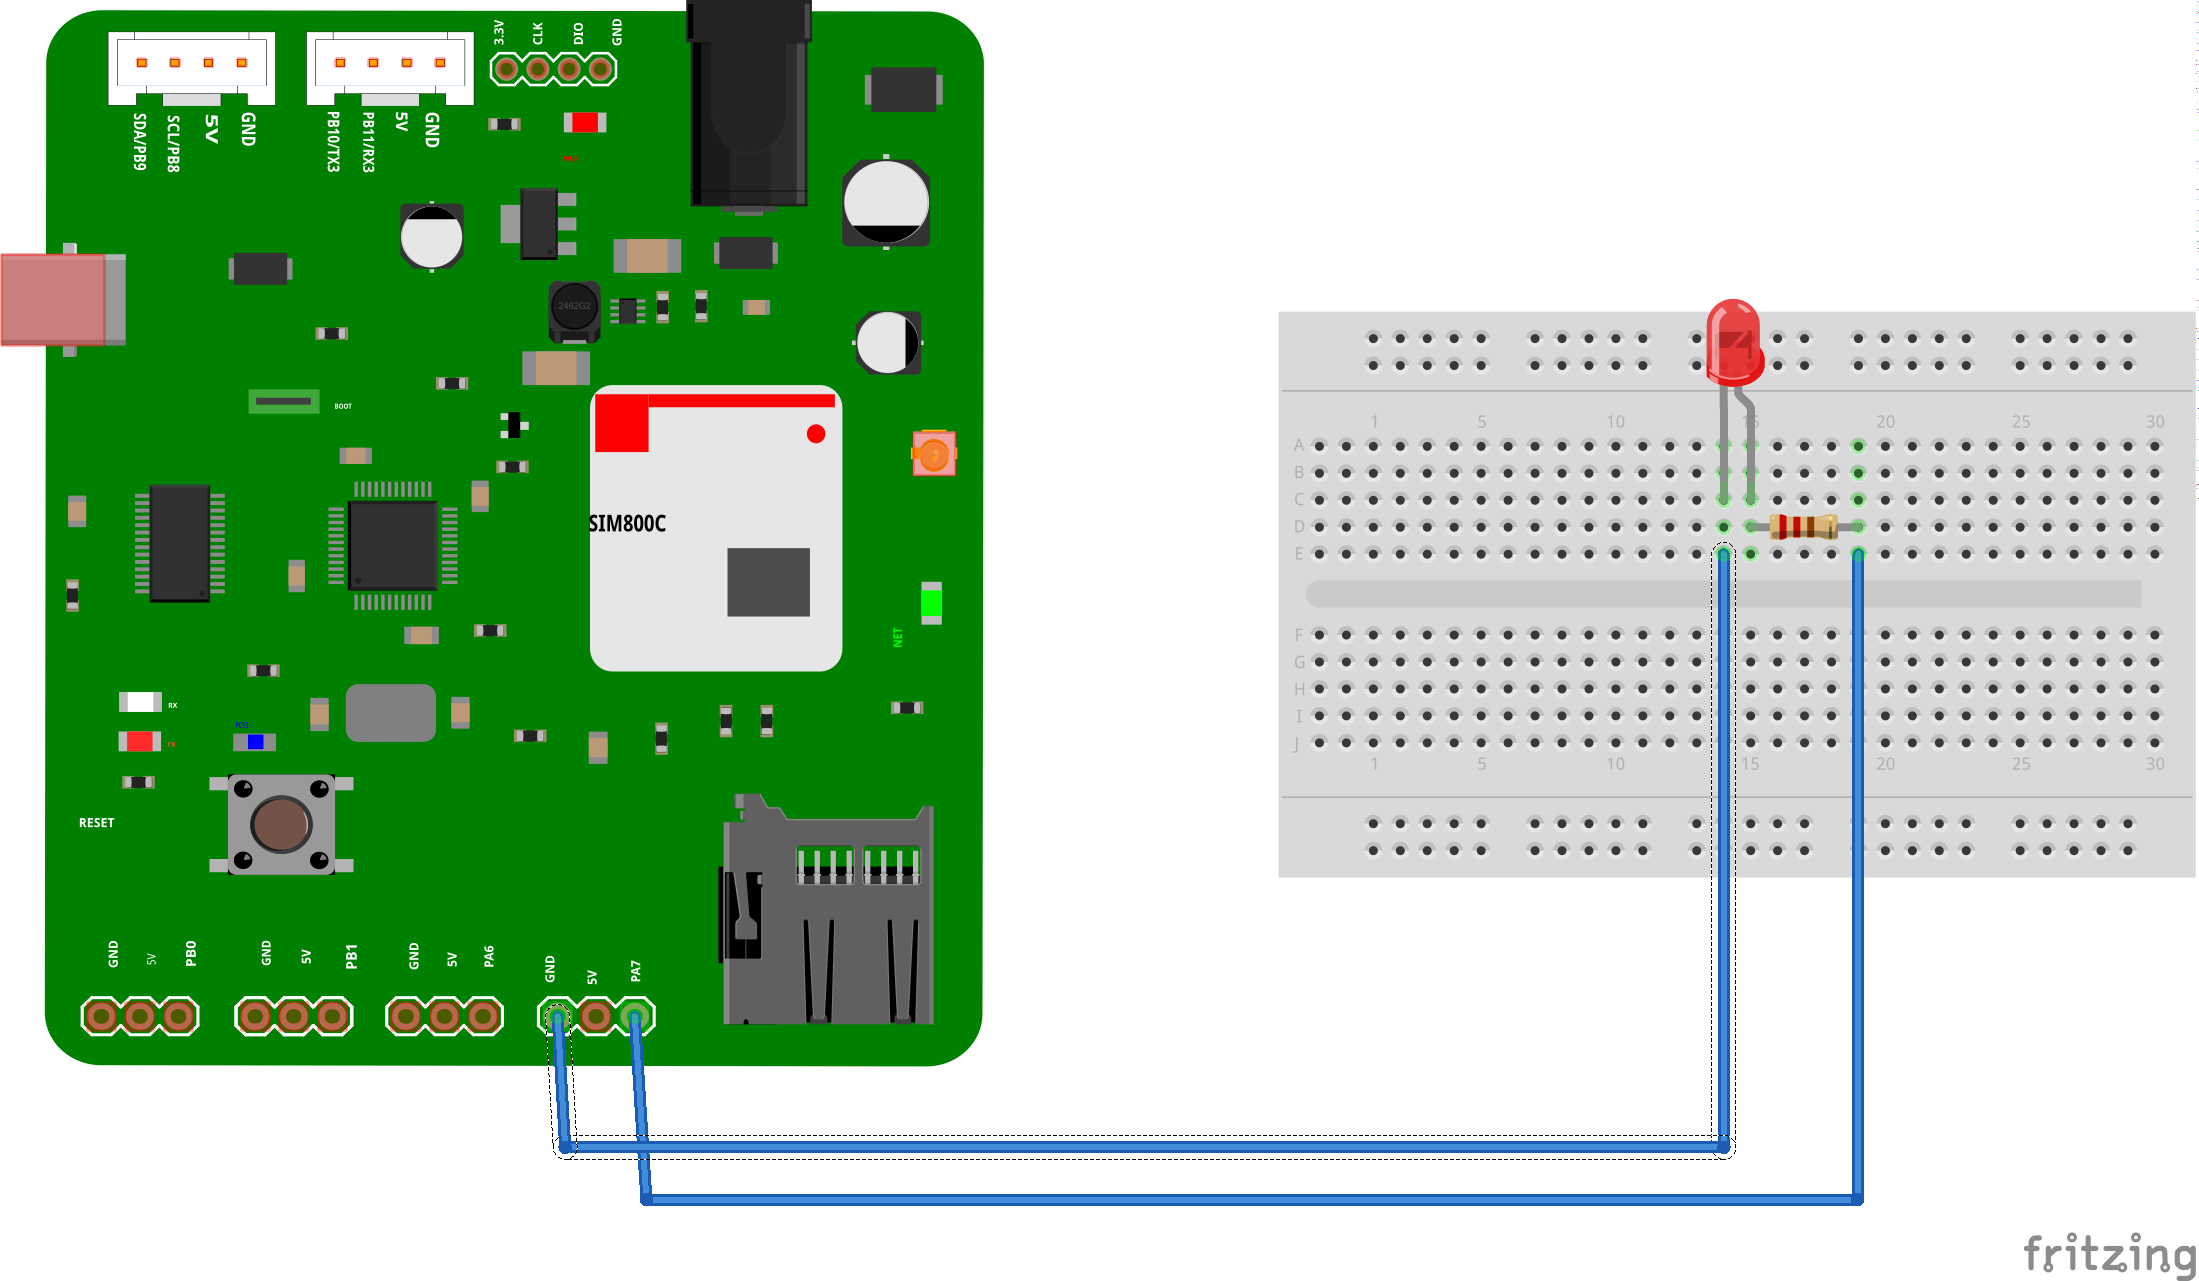 3.3V
CLK
DIO
GND
SDA/PB9
SCL/PB8
5V
GND
PB10/TX3
PB11/RX3
5V
GND
2462G2
BOOT
SIM800C
NET
RX
TX
PC13
RESET
GND
5V
PB0
GND
5V
PB1
GND
5V
PA6
GND
5V
PA7
1 5 10 15 20 25 30
A
B
C
D
E
F
G
H
I
J
1 5 10 15 20 25 30
fritzing